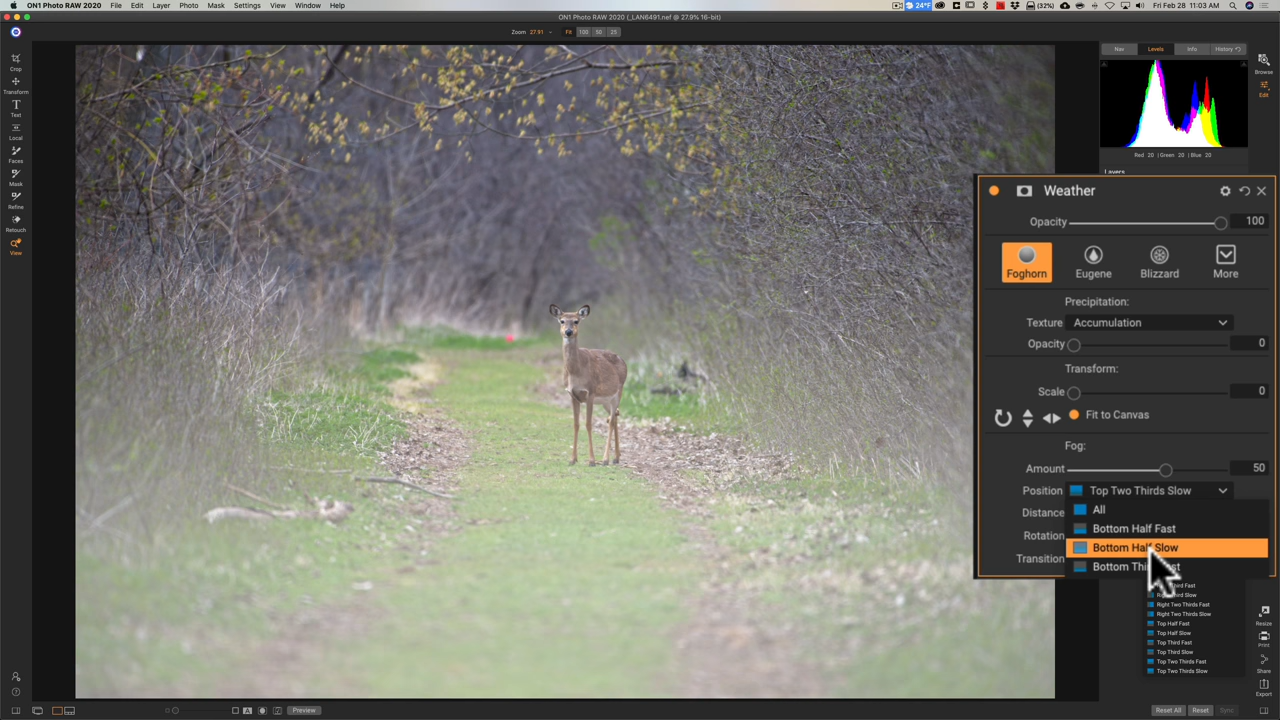 ON1 Photo RAW 2020 File Edit Layer Photo Mask Settings View Window Help 24°F (32%) Fri Feb 28 11:03 AM
ON1 Photo RAW 2020 (_LAN6491.nef @ 27.9% 16-bit)
Zoom 27.91 Fit 100 50 25
Nav Levels Info History
Crop
Transform
Text
Local
Faces
Mask
Refine
Retouch
View
Browse
Edit
Red 20 | Green 20 | Blue 20
Layers
Weather
Opacity 100
Foghorn Eugene Blizzard More
Precipitation:
Texture Accumulation
Opacity 0
Transform:
Scale 0
Fit to Canvas
Fog:
Amount 50
Position Top Two Thirds Slow
Distance
Rotation
Transition
All
Bottom Half Fast
Bottom Half Slow
Bottom
Third Fast
Right Two Thirds Fast
Right Two Thirds Slow
Top Half Fast
Top Half Slow
Top Third Fast
Top Third Slow
Top Two Thirds Fast
Top Two Thirds Slow
Resize
Print
Share
Export
Preview
Reset All Reset Sync